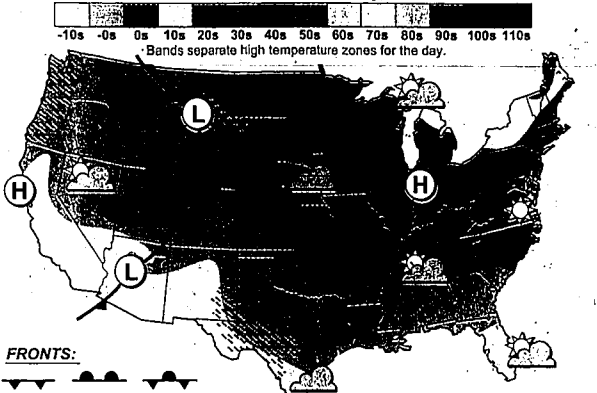 -10s -0s 0s 10s 20s 30s 40s 50s 60s 70s 80s 90s 100s 110s
Bands separate high temperature zones for the day.
L
H
H
L
FRONTS: